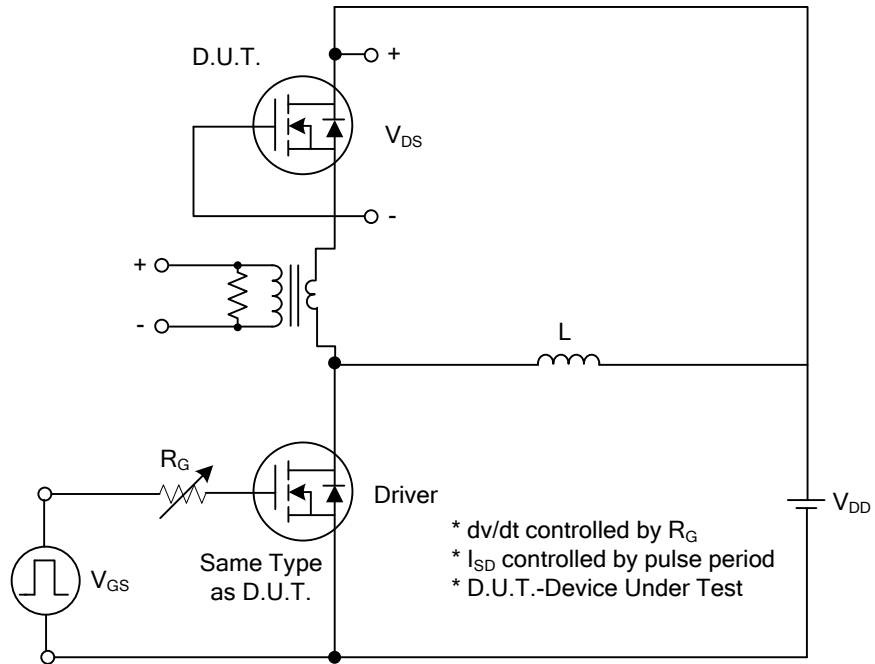 D.U.T.
+
V_DS
-
+
-
L
R_G
Driver
V_GS
Same Type
as D.U.T.
* dv/dt controlled by R_G
* I_SD controlled by pulse period
* D.U.T.-Device Under Test
V_DD